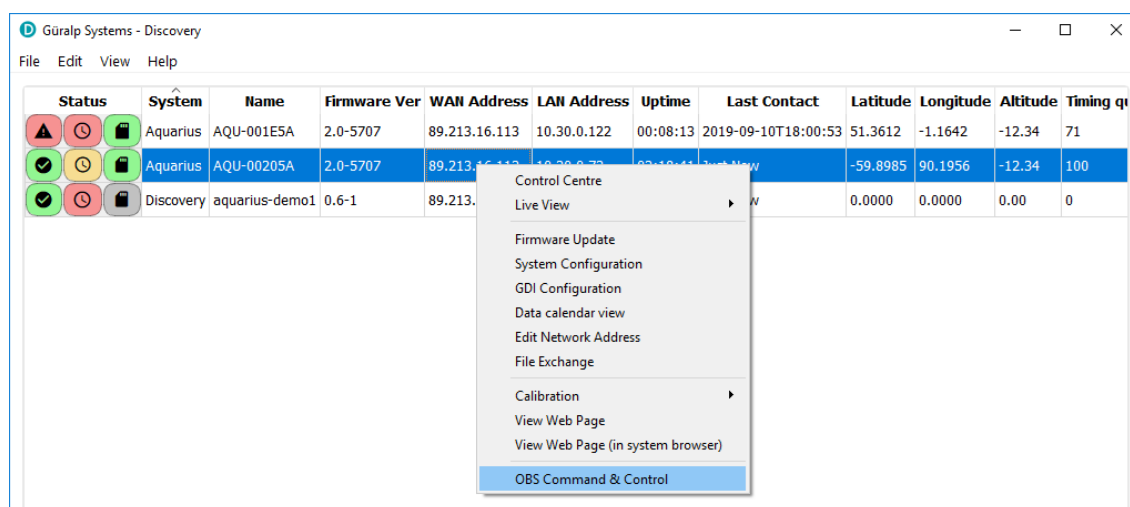 Güralp Systems - Discovery
File Edit View Help
Status System Name Firmware Ver WAN Address LAN Address Uptime Last Contact Latitude Longitude Altitude Timing
Aquarius AQU-001E5A 2.0-5707 89.213.16.113 10.30.0.122 00:08:13 2019-09-10T18:00:53 51.3612 -1.1642 -12.34 71
Aquarius AQU-00205A 2.0-5707 89.213. -59.8985 90.1956 -12.34 100
Discovery aquarius-demo1 0.6-1 89.213. 0.0000 0.0000 0.00 0
Control Centre
Live View
Firmware Update
System Configuration
GDI Configuration
Data calendar view
Edit Network Address
File Exchange
Calibration
View Web Page
View Web Page (in system browser)
OBS Command & Control